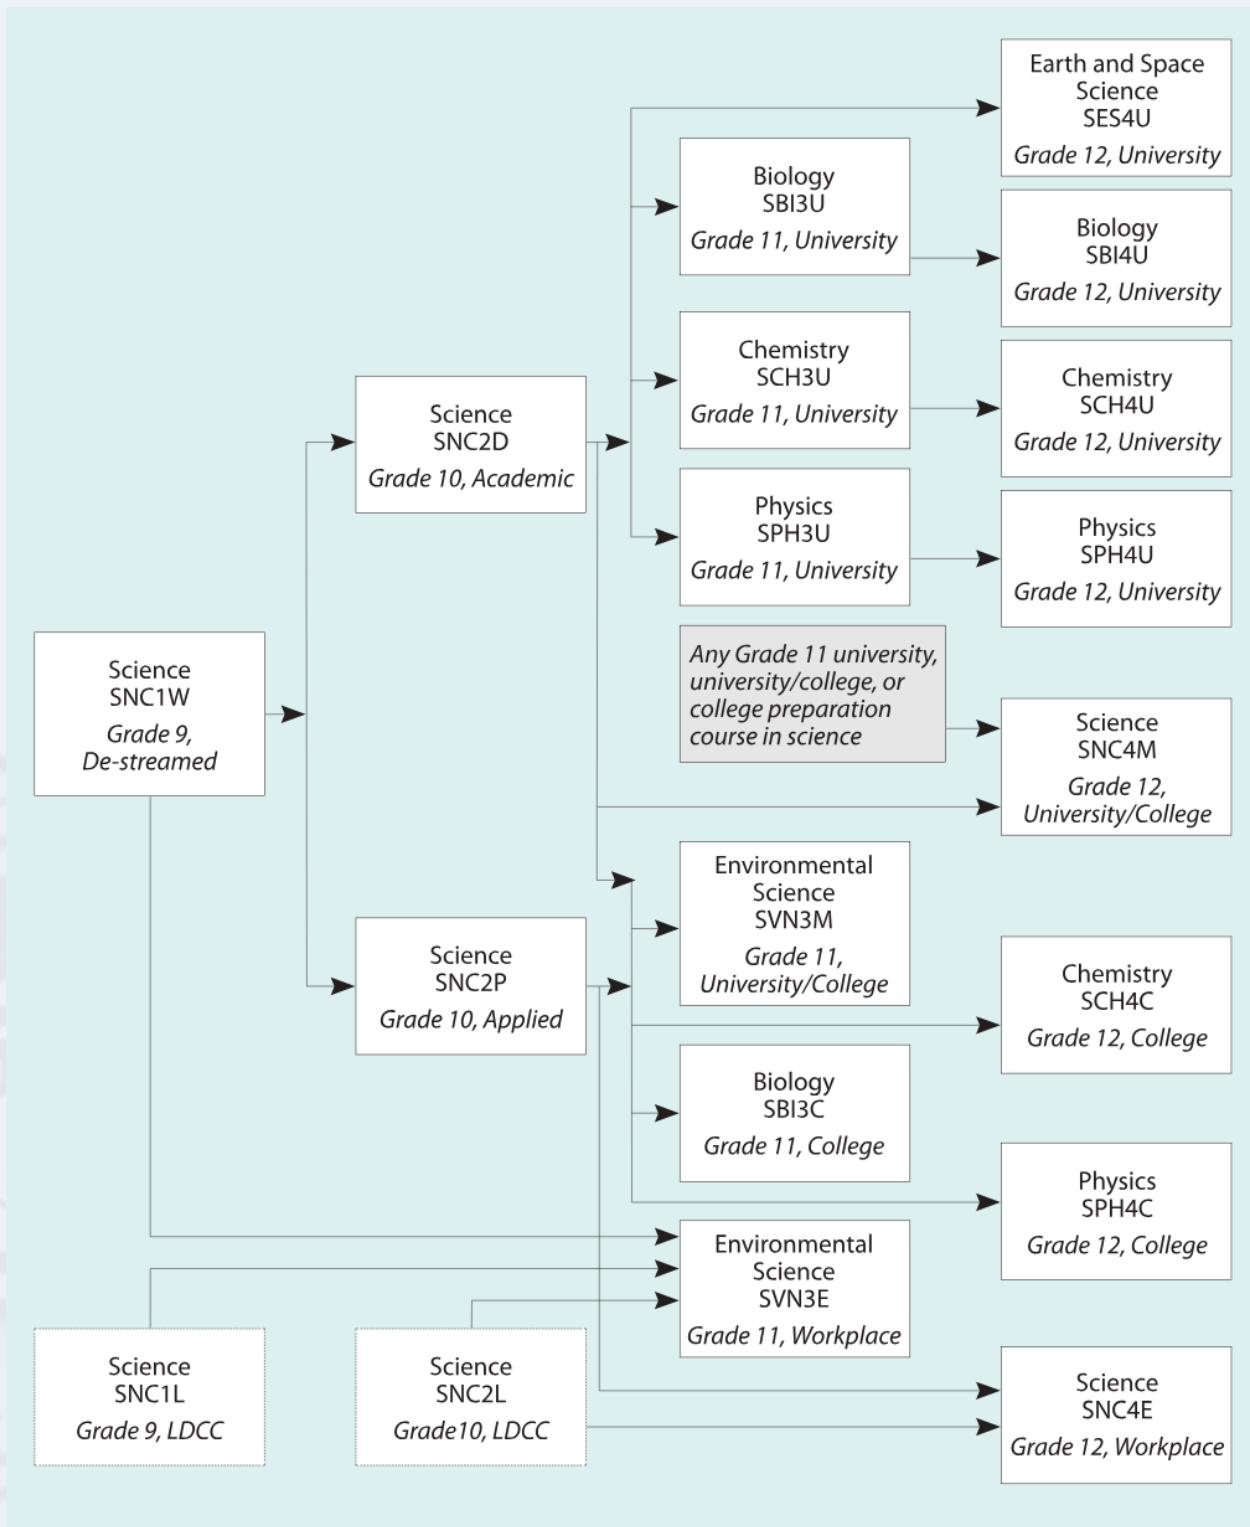 Earth and Space
Science
SES4U
Grade 12, University
Biology
SBI3U
Grade 11, University
Biology
SBI4U
Grade 12, University
Chemistry
SCH3U
Grade 11, University
Chemistry
SCH4U
Grade 12, University
Science
SNC2D
Grade 10, Academic
Physics
SPH3U
Grade 11, University
Physics
SPH4U
Grade 12, University
Science
SNC1W
Grade 9,
De-streamed
Any Grade 11 university,
university/college, or
college preparation
course in science
Science
SNC4M
Grade 12,
University/College
Environmental
Science
SVN3M
Grade 11,
University/College
Science
SNC2P
Grade 10, Applied
Chemistry
SCH4C
Grade 12, College
Biology
SBI3C
Grade 11, College
Physics
SPH4C
Grade 12, College
Environmental
Science
SVN3E
Grade 11, Workplace
Science
SNC1L
Grade 9, LDCC
Science
SNC2L
Grade10, LDCC
Science
SNC4E
Grade 12, Workplace